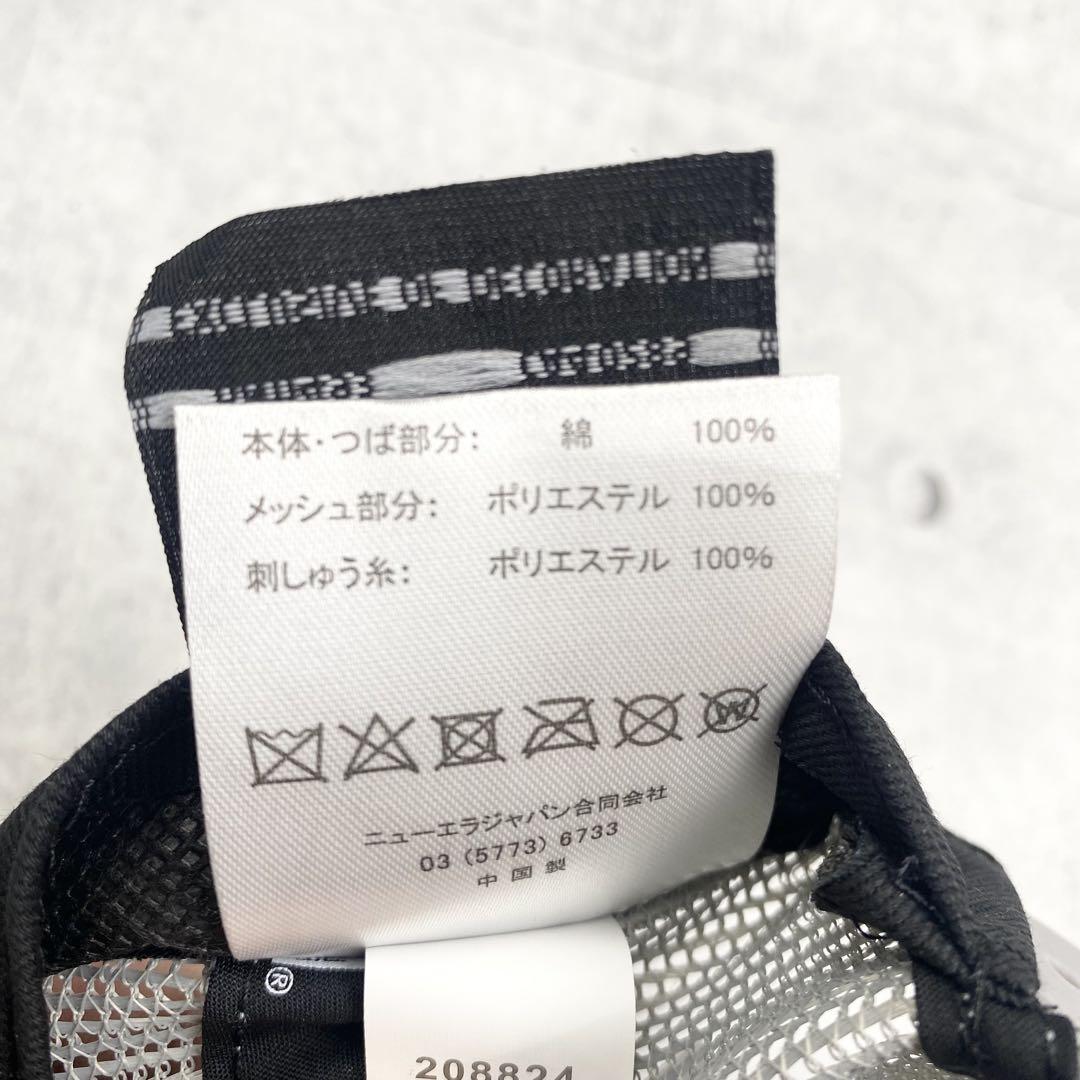 本体・つば部分: 綿 100%
メッシュ部分: ポリエステル 100%
刺しゅう糸: ポリエステル 100%
ニューエラジャパン合同会社
03 (5773) 6733
中国製
®
208824